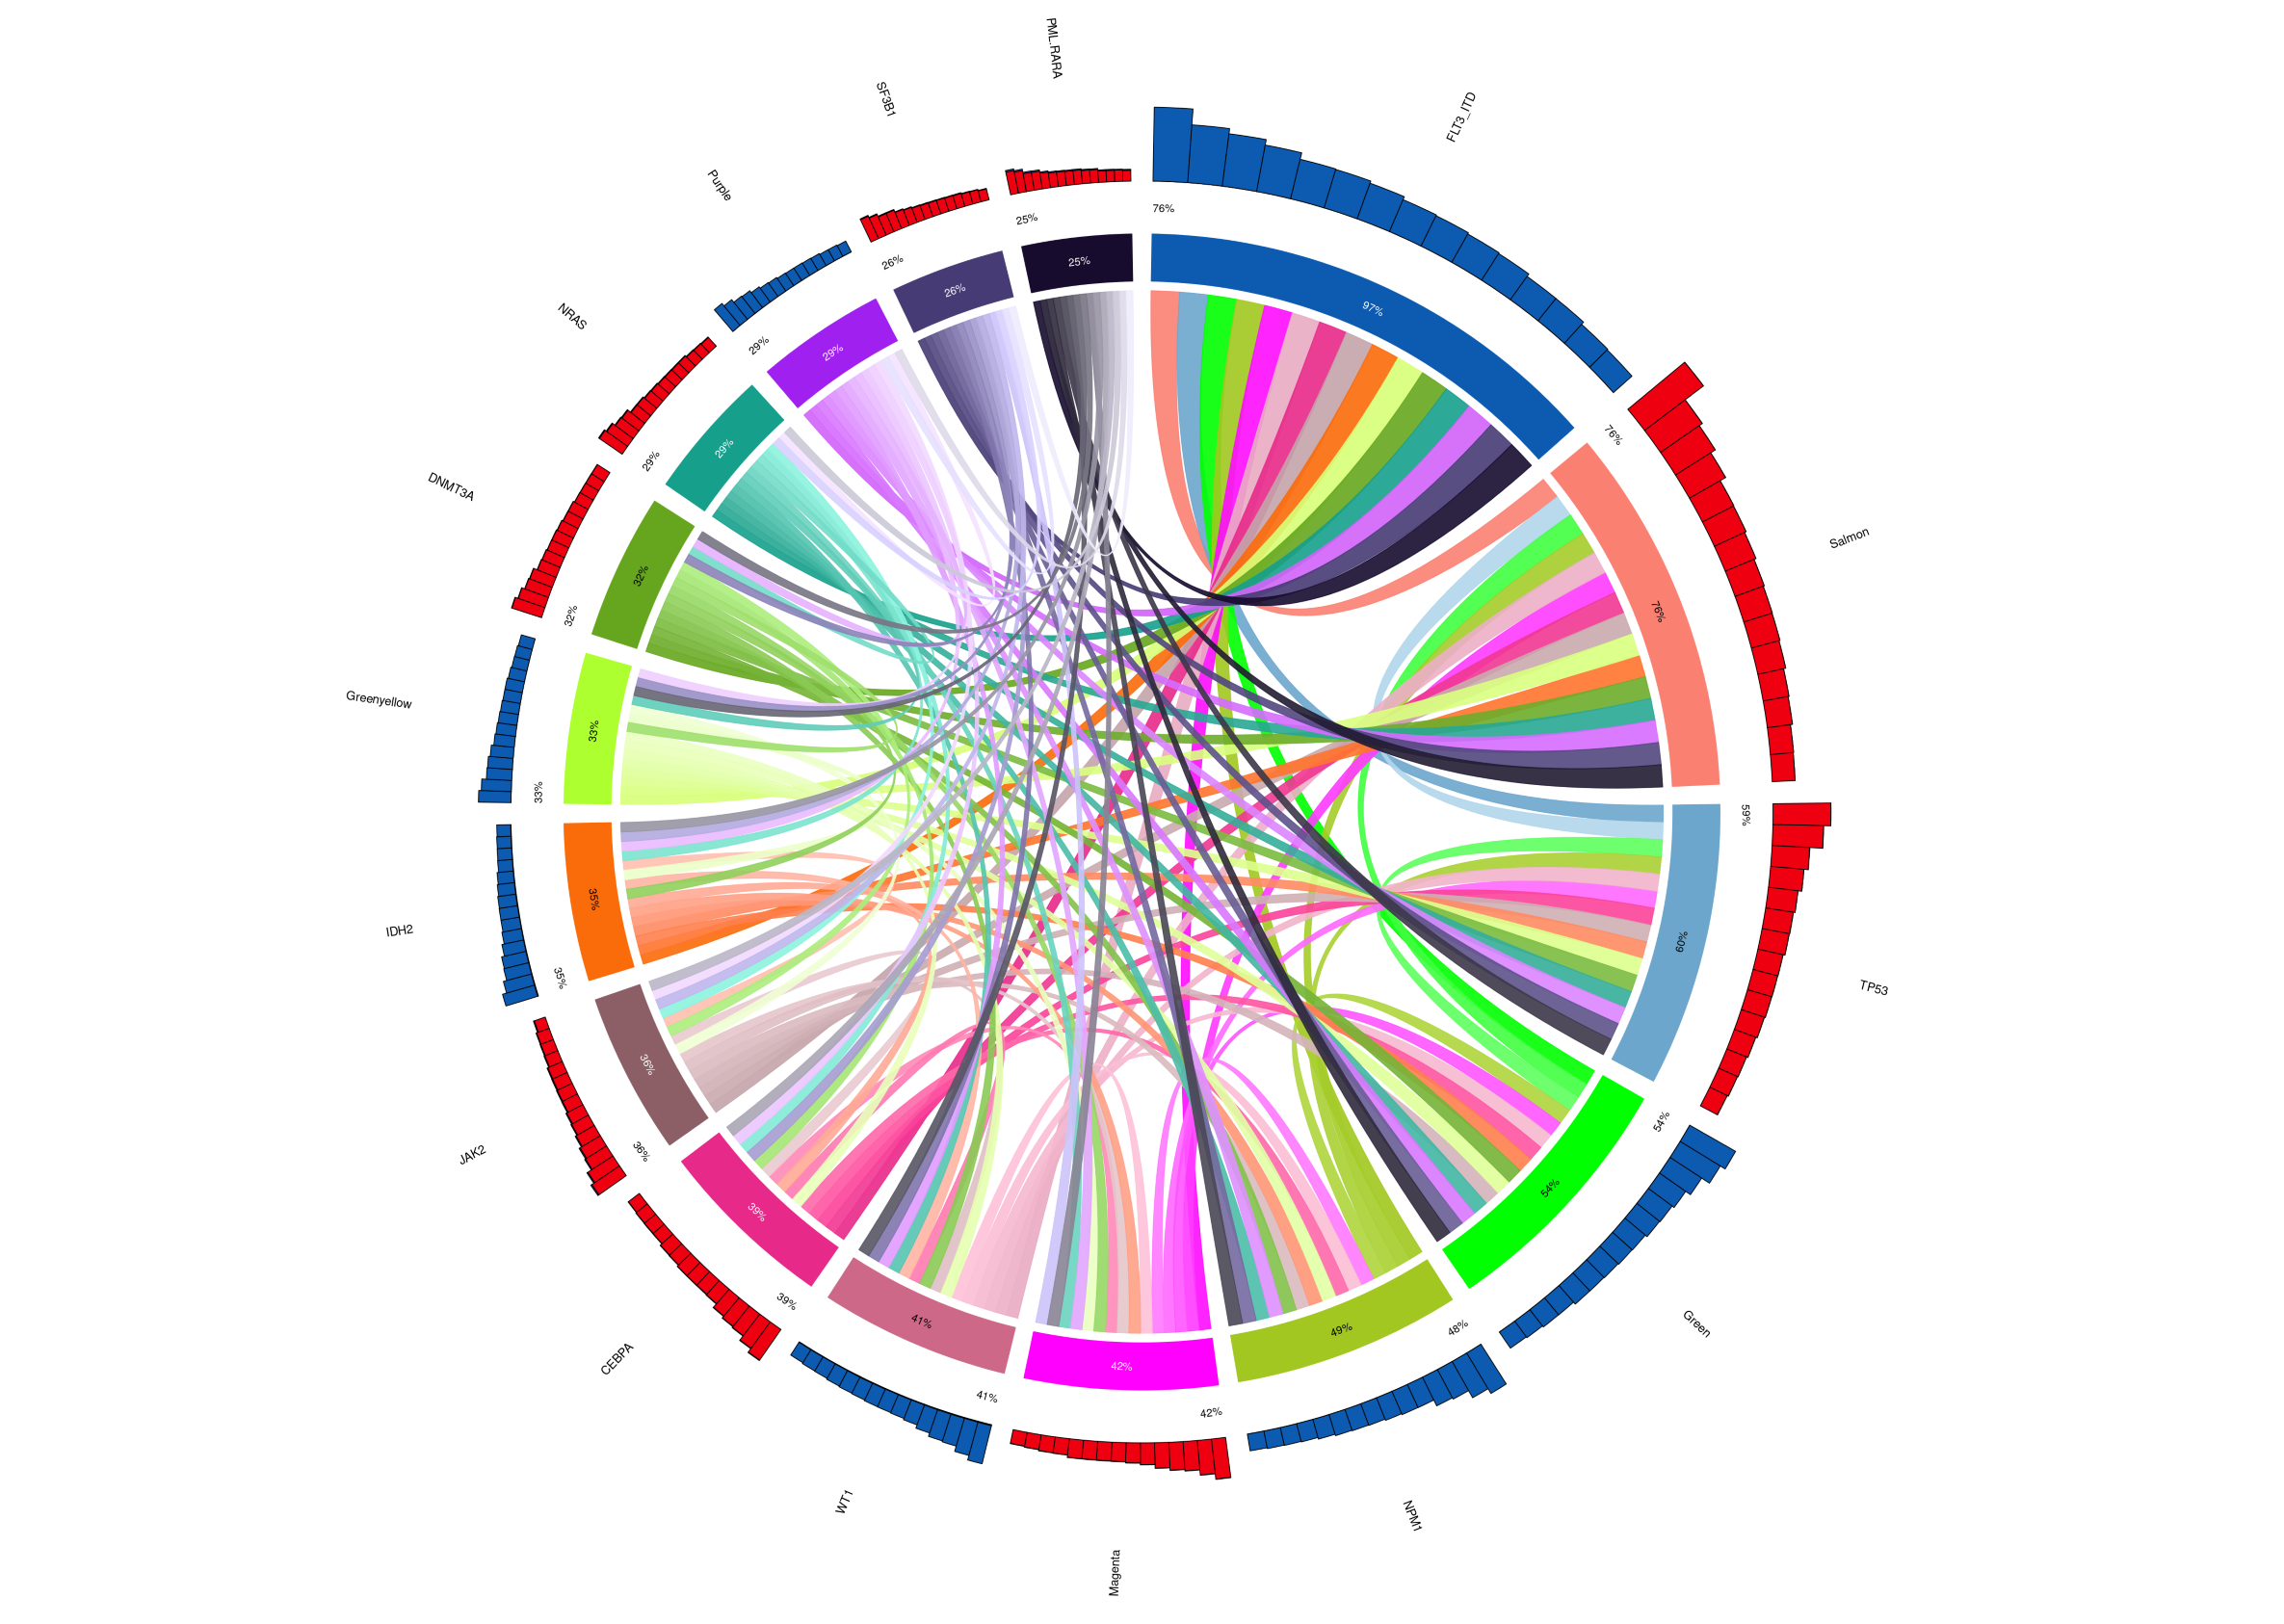 PML.RARA
FLT3_ITD
SF3B1
Purple
NRAS
DNMT3A
Greenyellow
IDH2
JAK2
CEBPA
WT1
Magenta
NPM1
Green
TP53
Salmon
76%
97%
76%
76%
59%
60%
54%
54%
48%
49%
42%
42%
41%
41%
39%
39%
36%
36%
35%
35%
33%
33%
32%
32%
29%
29%
29%
29%
26%
26%
25%
25%